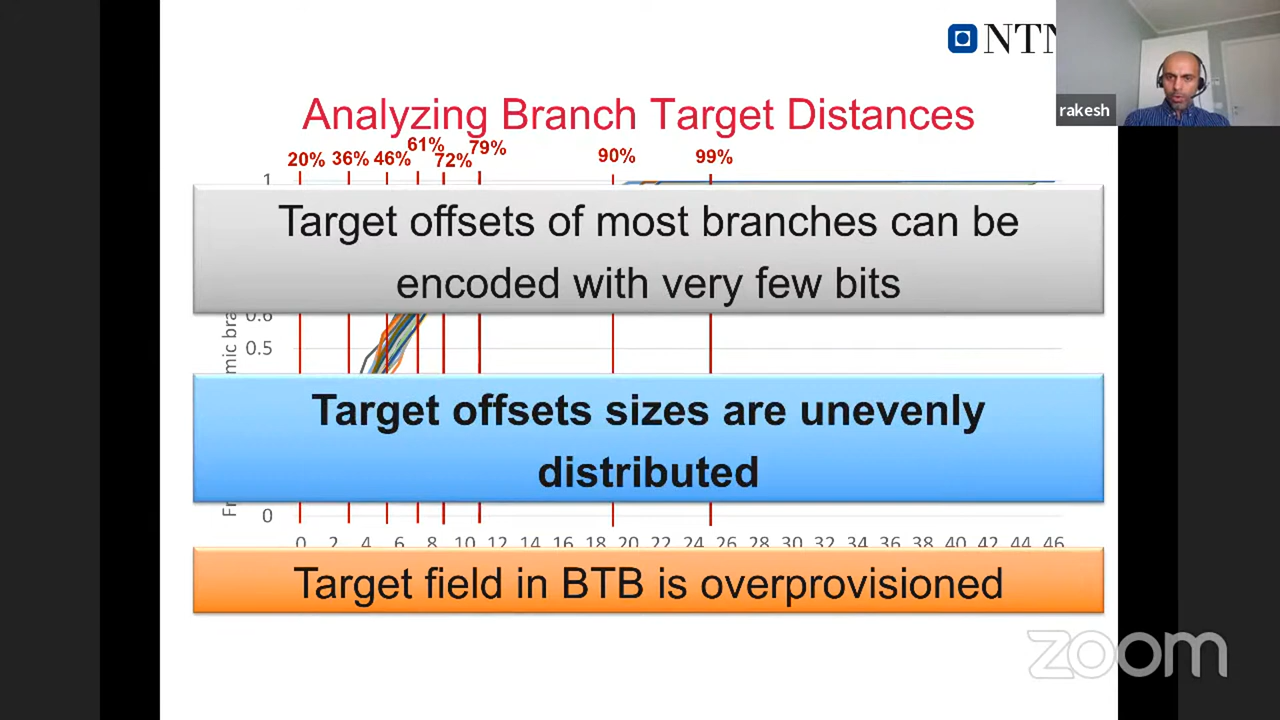 NTN
rakesh
Analyzing Branch Target Distances
20% 36% 46% 61% 72% 79% 90% 99%
1
Target offsets of most branches can be
encoded with very few bits
0.6
0.5
Target offsets sizes are unevenly
distributed
0
0 2 4 6 8 10 12 14 16 18 20 22 24 26 28 30 32 34 36 38 40 42 44 46
Target field in BTB is overprovisioned
zoom